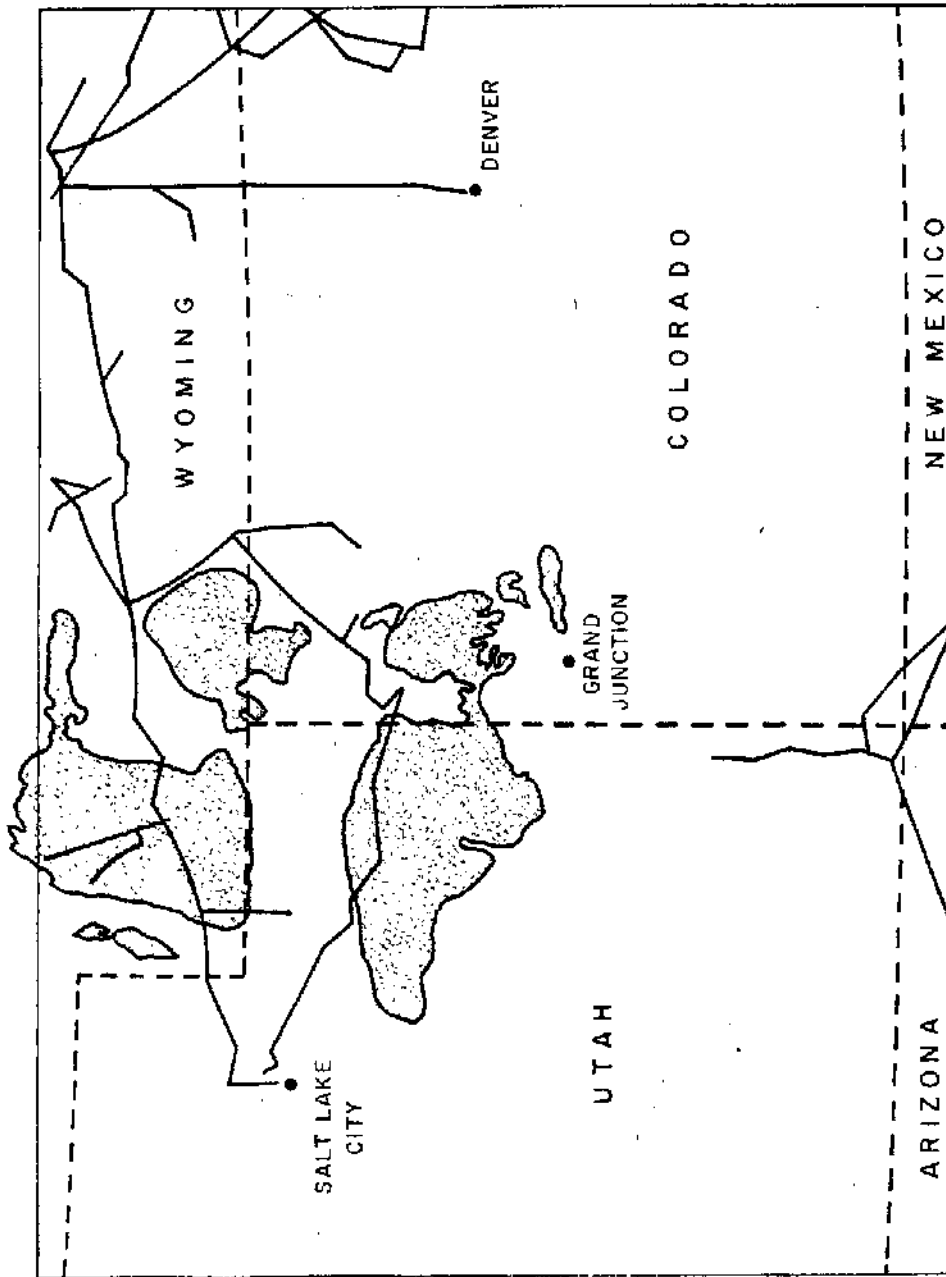 WYOMING
DENVER
SALT LAKE
CITY
GRAND
JUNCTION
COLORADO
UTAH
ARIZONA
NEW MEXICO